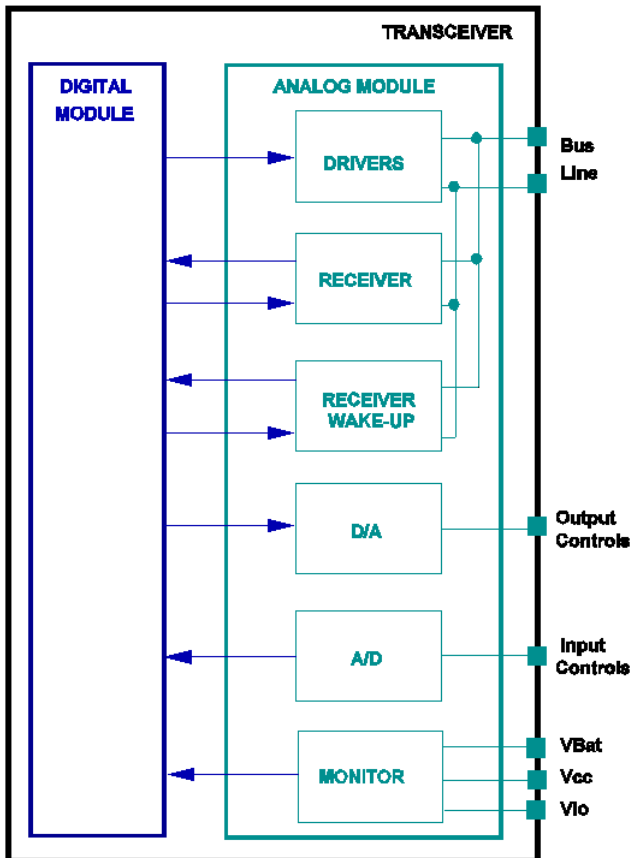 TRANSCEIVER
DIGITAL
MODULE
ANALOG MODULE
DRIVERS
Bus
Line
RECEIVER
RECEIVER
WAKE-UP
D/A
Output
Controls
A/D
Input
Controls
MONITOR
VBat
Vcc
VIo